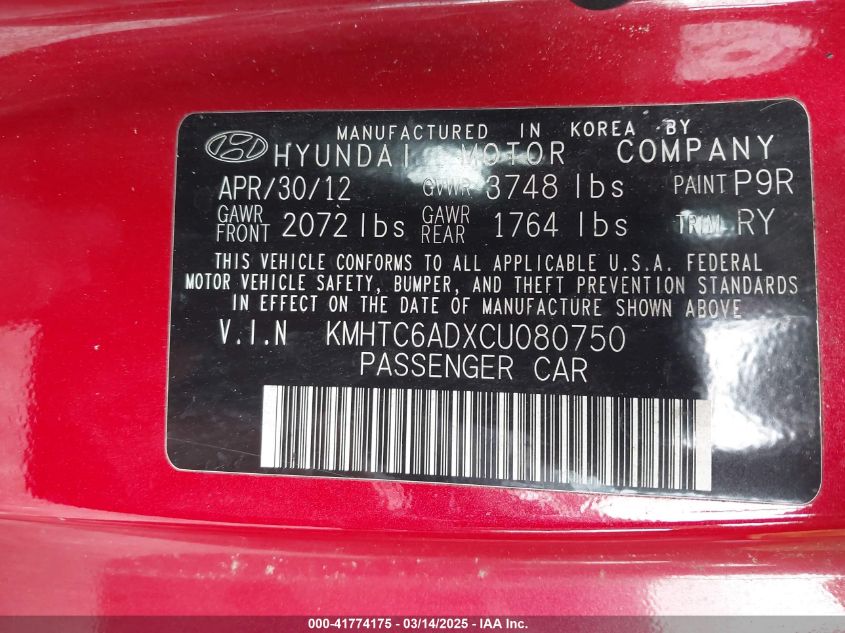 MANUFACTURED IN KOREA BY
HYUNDAI MOTOR COMPANY
APR/30/12 GVWR 3748 lbs PAINT P9R
GAWR FRONT 2072 lbs GAWR REAR 1764 lbs TRIM RY
THIS VEHICLE CONFORMS TO ALL APPLICABLE U.S.A. FEDERAL
MOTOR VEHICLE SAFETY, BUMPER, AND THEFT PREVENTION STANDARDS
IN EFFECT ON THE DATE OF MANUFACTURE SHOWN ABOVE.
V.I.N KMHTC6ADXCU080750
PASSENGER CAR
000-41774175 - 03/14/2025 - IAA Inc.